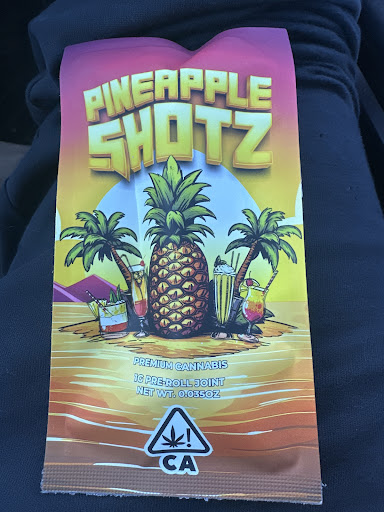 PINEAPPLE
SHOTZ
PREMIUM CANNABIS
1G PRE-ROLL JOINT
NET WT. 0.035OZ
!
CA